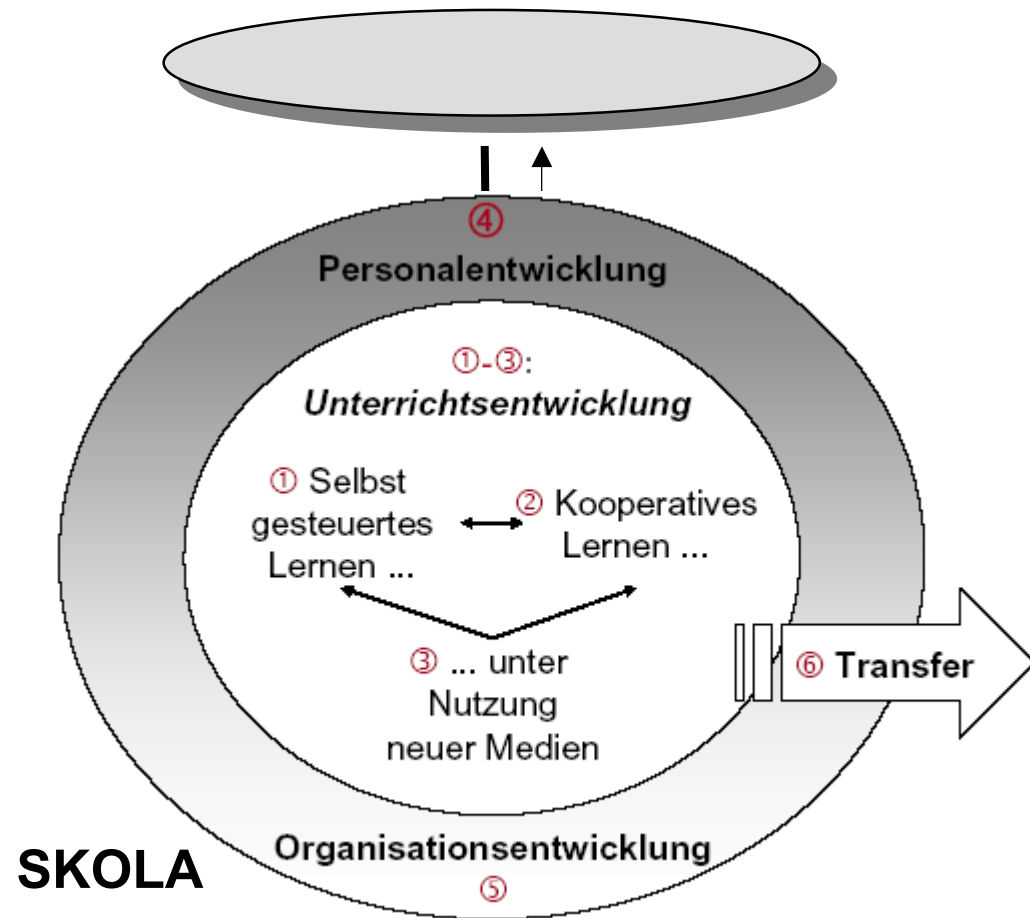 ④
Personalentwicklung
①-③:
Unterrichtsentwicklung
① Selbst
gesteuertes
Lernen ...
② Kooperatives
Lernen ...
③ ... unter
Nutzung
neuer Medien
⑥ Transfer
Organisationsentwicklung
⑤
SKOLA